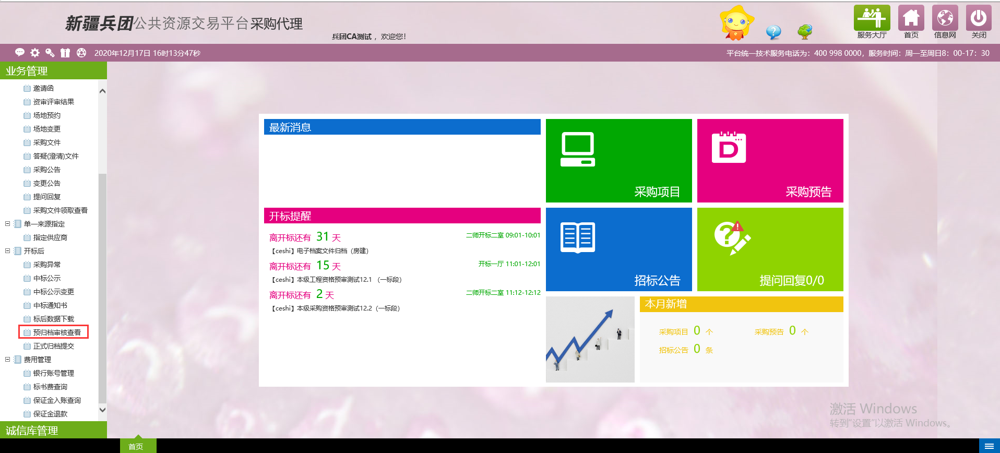 新疆兵团公共资源交易平台 采购代理
兵团CA测试 ，欢迎您！
服务大厅
首页
信息网
关闭
2020年12月17日 16时13分47秒
平台统一技术服务电话为：400 998 0000，服务时间：周一至周日8：00-17：30
业务管理
邀请函
资审评审结果
场地预约
场地变更
采购文件
答疑(澄清)文件
采购公告
变更公告
提问回复
采购文件领取查看
单一来源指定
指定供应商
开标后
采购异常
中标公示
中标公示变更
中标通知书
标后数据下载
预归档审核查看
正式归档提交
费用管理
银行账号管理
标书费查询
保证金入账查询
保证金退款
诚信库管理
最新消息
开标提醒
离开标还有 31 天
二师开标二室 09:01-10:01
【ceshi】电子档案文件归档（房建）
离开标还有 15 天
开标一厅 11:01-12:01
【ceshi】本级工程资格预审测试12.1 （一标段）
离开标还有 2 天
二师开标二室 11:12-12:12
【ceshi】本级采购资格预审测试12.2（一标段）
采购项目
D
采购预告
招标公告
提问回复0/0
本月新增
采购项目 0 个
采购预告 0 个
招标公告 0 条
激活 Windows
转到“设置”以激活 Windows。
首页